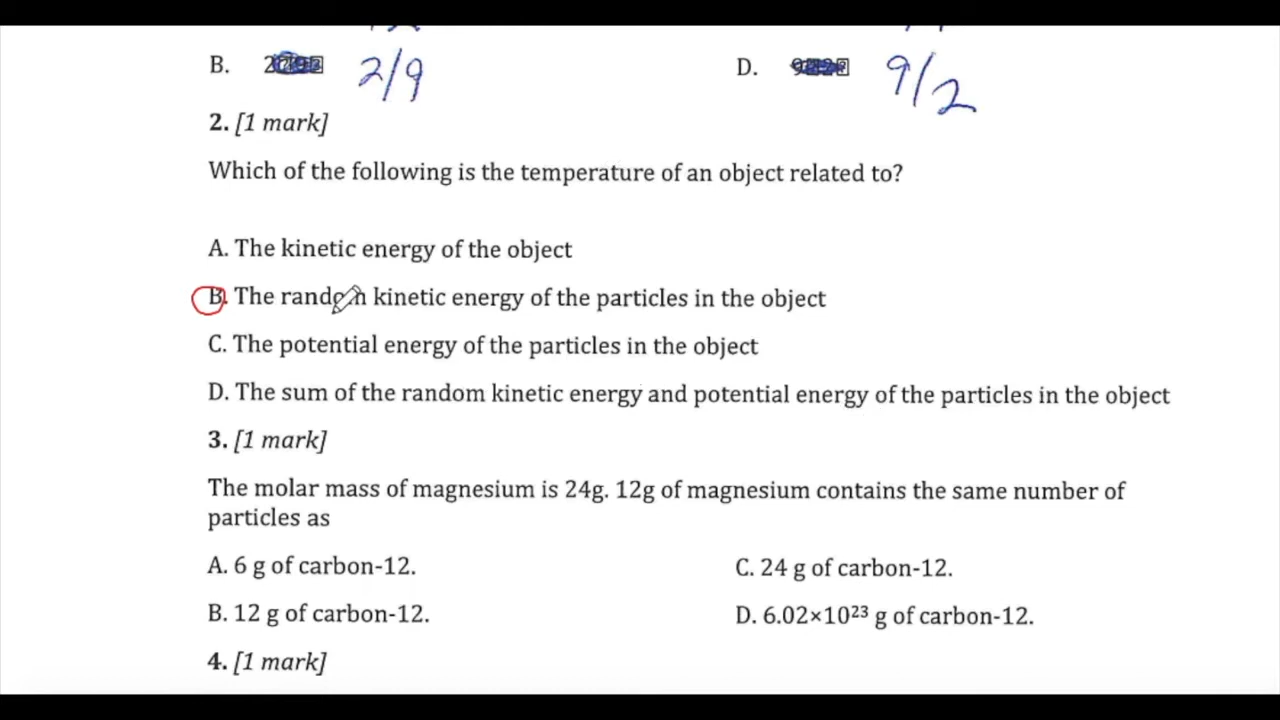 B. 2/9
D. 9/2
2. [1 mark]
Which of the following is the temperature of an object related to?
A. The kinetic energy of the object
B. The random kinetic energy of the particles in the object
C. The potential energy of the particles in the object
D. The sum of the random kinetic energy and potential energy of the particles in the object
3. [1 mark]
The molar mass of magnesium is 24g. 12g of magnesium contains the same number of
particles as
A. 6 g of carbon-12.
C. 24 g of carbon-12.
B. 12 g of carbon-12.
D. 6.02×10²³ g of carbon-12.
4. [1 mark]